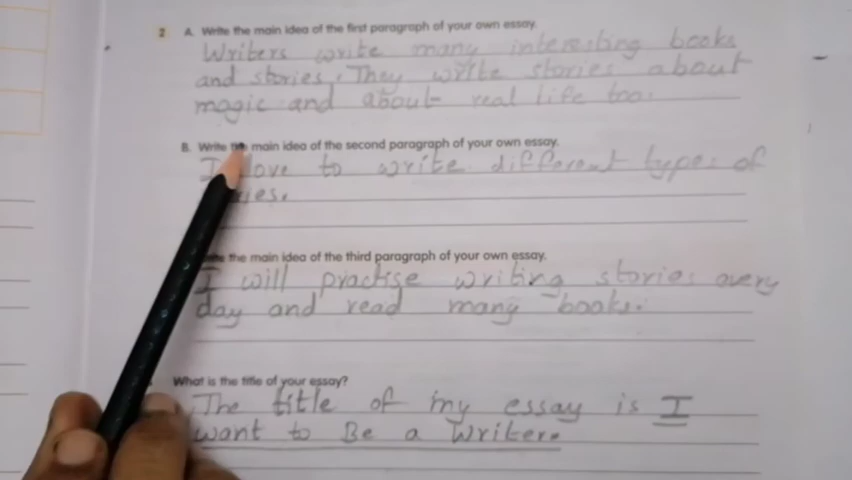 2 A. Write the main idea of the first paragraph of your own essay.
Writers write many interesting books
and stories. They write stories about
magic and about real life too.
B. Write the main idea of the second paragraph of your own essay.
I love to write different types of
ries.
the main idea of the third paragraph of your own essay.
I will practise writing stories every
day and read many books.
What is the title of your essay?
The title of my essay is I
want to Be a Writer.